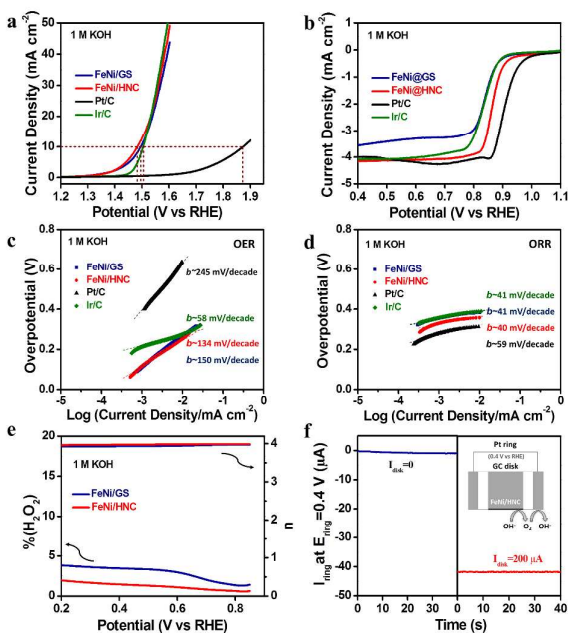 a
1 M KOH
FeNi/GS
FeNi/HNC
Pt/C
Ir/C
Current Density (mA cm-2)
50
40
30
20
10
0
1.2 1.3 1.4 1.5 1.6 1.7 1.8 1.9
Potential (V vs RHE)
b
1 M KOH
FeNi@GS
FeNi@HNC
Pt/C
Ir/C
Current Density (mA cm-2)
0
-1
-2
-3
-4
-5
0.4 0.5 0.6 0.7 0.8 0.9 1.0 1.1
Potential (V vs RHE)
c
1 M KOH
OER
FeNi/GS
FeNi/HNC
Pt/C
Ir/C
b~245 mV/decade
b~58 mV/decade
b~134 mV/decade
b~150 mV/decade
Overpotential (V)
0.8
0.6
0.4
0.2
0.0
-5 -4 -3 -2 -1 0
Log (Current Density/mA cm-2)
d
1 M KOH
ORR
FeNi/GS
FeNi/HNC
Pt/C
Ir/C
b~41 mV/decade
b~41 mV/decade
b~40 mV/decade
b~59 mV/decade
Overpotential (V)
0.8
0.6
0.4
0.2
0.0
-5 -4 -3 -2 -1 0
Log (Current Density/mA cm-2)
e
1 M KOH
FeNi/GS
FeNi/HNC
%(H2O2)
20
15
10
5
0
n
4
3
2
1
0
0.2 0.4 0.6 0.8
Potential (V vs RHE)
f
Idisk=0
Pt ring
(0.4 V vs RHE)
GC disk
FeNi/HNC
OH- O2 OH-
Idisk=200 μA
Iring at Ering=0.4 V (μA)
0
-10
-20
-30
-40
-50
0 10 20 30 0 10 20 30 40
Time (s)